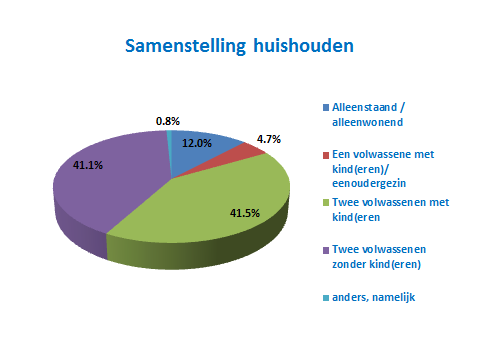 Samenstelling huishouden
0.8%
12.0%
4.7%
41.1%
41.5%
Alleenstaand /
alleenwonend
Een volwassene met
kind(eren)/
eenoudergezin
Twee volwassenen met
kind(eren
Twee volwassenen
zonder kind(eren)
anders, namelijk